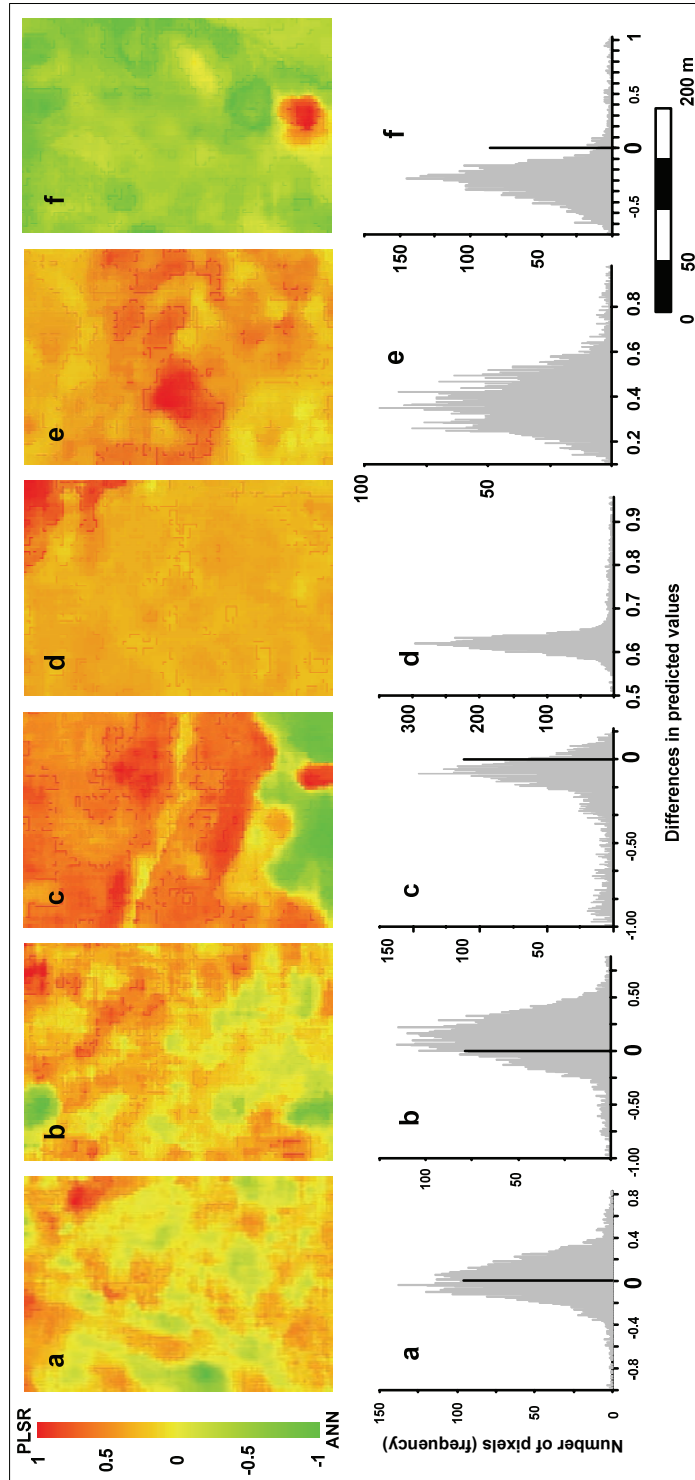 PLSR
1
0.5
0
-0.5
-1
ANN
a
b
c
d
e
f
Number of pixels (frequency)
150
100
50
0
a
-0.8
-0.4
0
0.4
0.8
100
50
b
-1.00
-0.50
0
0.50
150
100
50
c
-1.00
-0.50
0
300
200
100
d
0.5
0.6
0.7
0.8
0.9
100
50
e
0.2
0.4
0.6
0.8
150
100
50
f
-0.5
0
0.5
1
Differences in predicted values
0
50
200 m